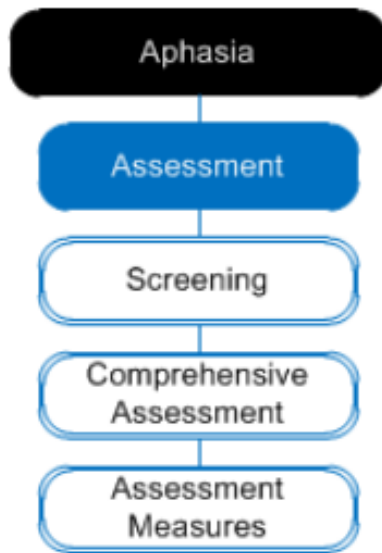 Aphasia
Assessment
Screening
Comprehensive
Assessment
Assessment
Measures